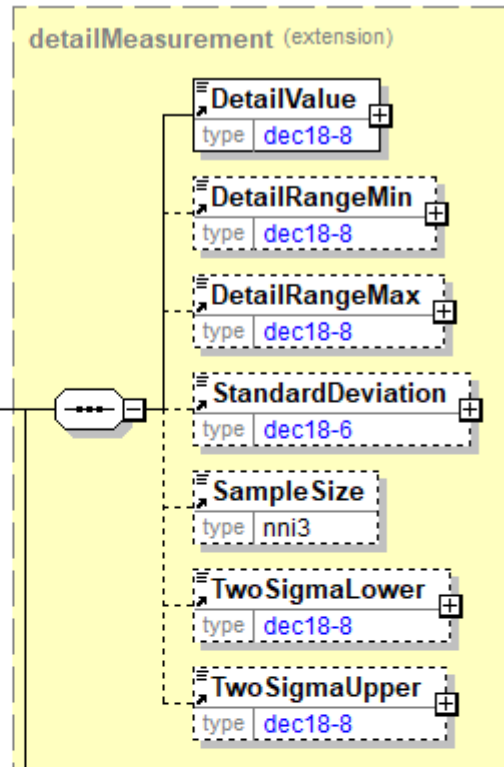 detailMeasurement (extension)
DetailValue
type dec18-8
DetailRangeMin
type dec18-8
DetailRangeMax
type dec18-8
StandardDeviation
type dec18-6
SampleSize
type nni3
TwoSigmaLower
type dec18-8
TwoSigmaUpper
type dec18-8